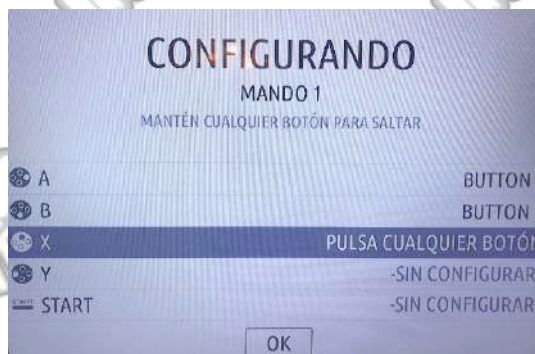 CONFIGURANDO
MANDO 1
MANTÉN CUALQUIER BOTÓN PARA SALTAR
A BUTTON
B BUTTON
X PULSA CUALQUIER BOTÓN
Y -SIN CONFIGURAR
START -SIN CONFIGURAR
OK